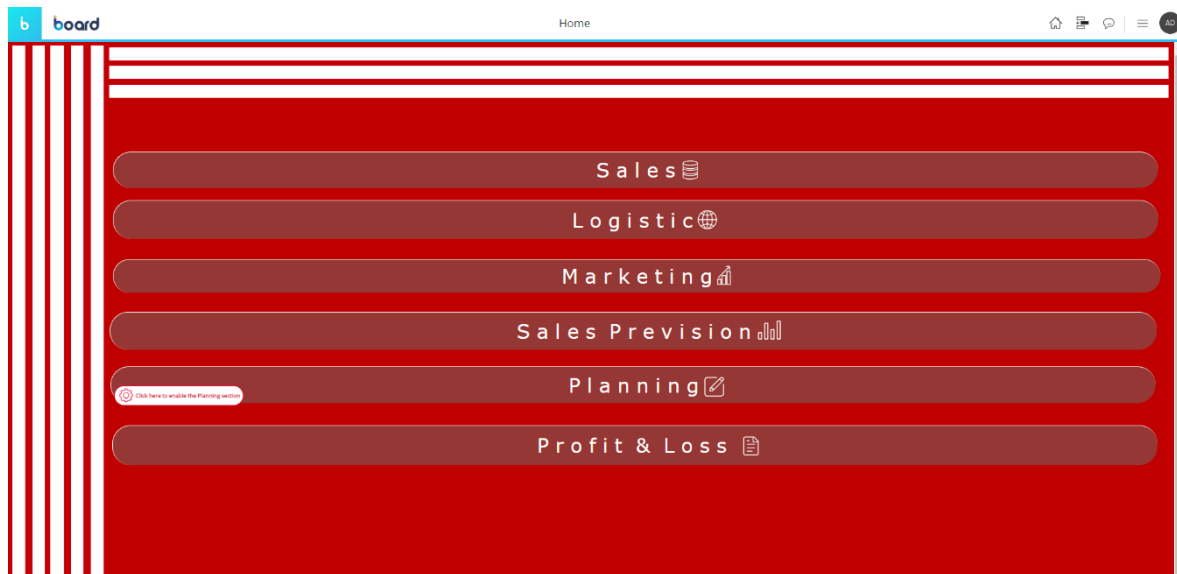 b board
Home
AD
Sales
Logistic
Marketing
Sales Prevision
Planning
Click here to enable the Planning section
Profit & Loss